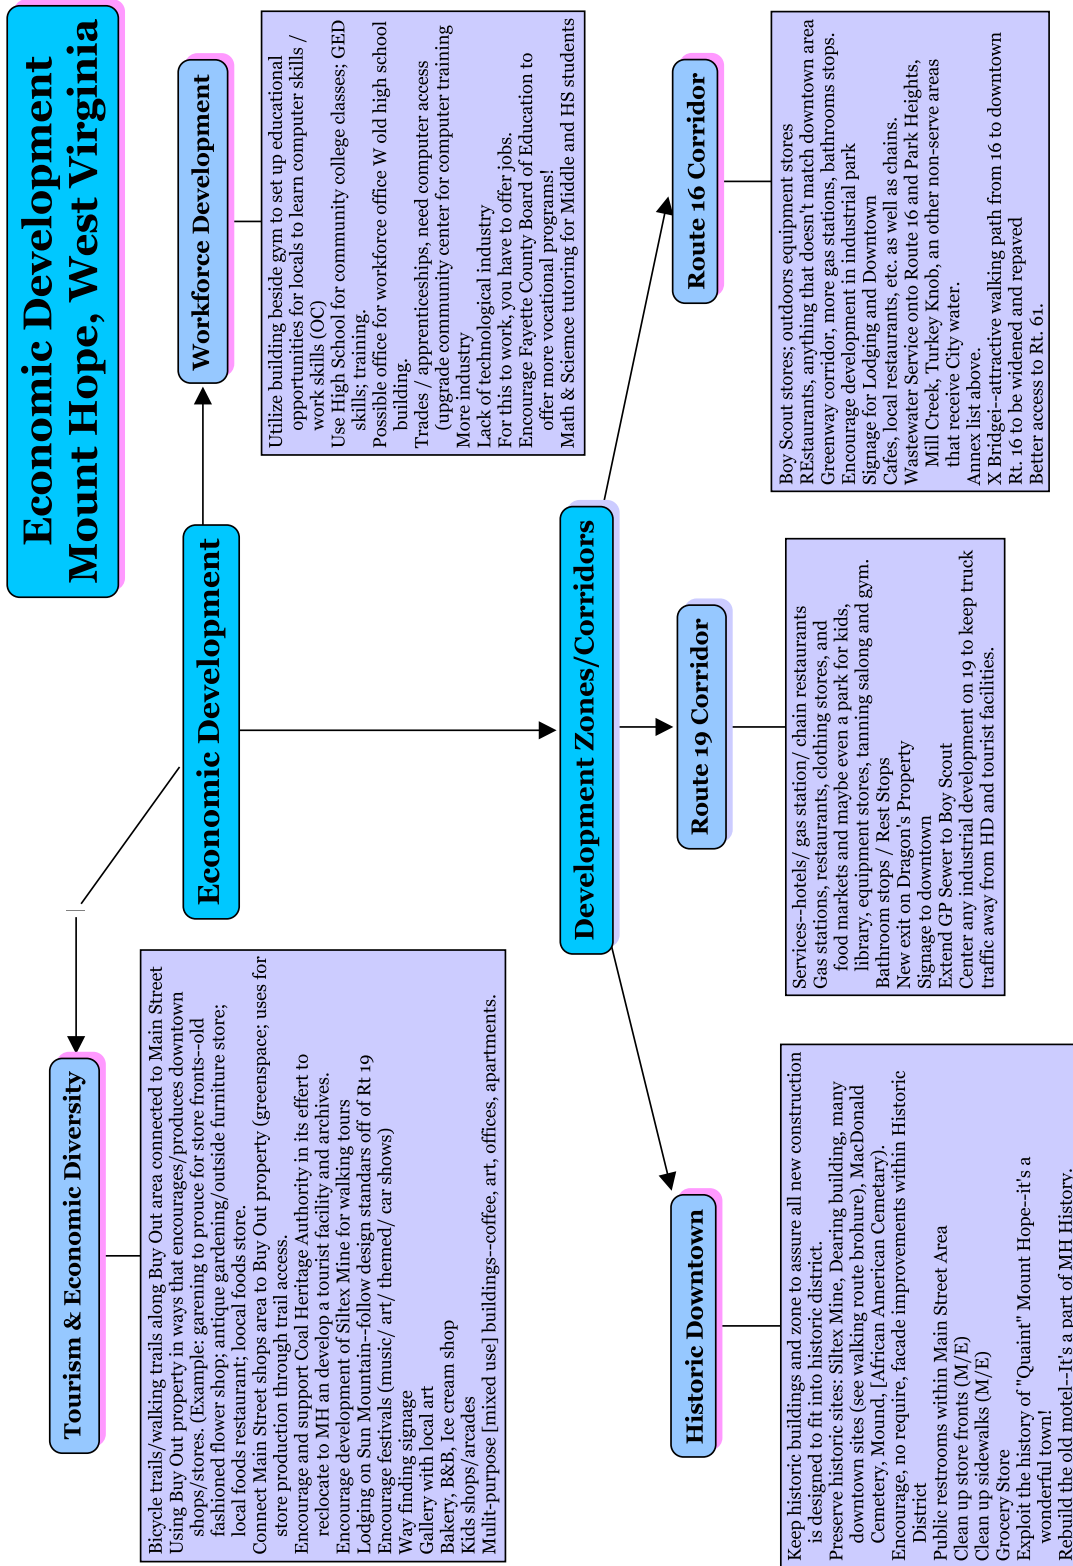 Economic Development
Mount Hope, West Virginia
Economic Development
Tourism & Economic Diversity
Bicycle trails/walking trails along Buy Out area connected to Main Street
Using Buy Out property in ways that encourages/produces downtown
shops/stores. (Example: garening to prouce for store fronts--old
fashioned flower shop; antique gardening/outside furniture store;
local foods restaurant; loocal foods store.
Connect Main Street shops area to Buy Out property (greenspace; uses for
store production through trail access.
Encourage and support Coal Heritage Authority in its effert to
reclocate to MH an develop a tourist facility and archives.
Encourage development of Siltex Mine for walking tours
Lodging on Sun Mountain--follow design standars off of Rt 19
Encourage festivals (music/ art/ themed/ car shows)
Way finding signage
Gallery with local art
Bakery, B&B, Ice cream shop
Kids shops/arcades
Mulit-purpose [mixed use] buildings--coffee, art, offices, apartments.
Workforce Development
Utilize building beside gym to set up educational
opportunities for locals to learn computer skills /
work skills (OC)
Use High School for community college classes; GED
skills; training.
Possible office for workforce office W old high school
building.
Trades / apprenticeships, need computer access
(upgrade community center for computer training
More industry
Lack of technological industry
For this to work, you have to offer jobs.
Encourage Fayette County Board of Education to
offer more vocational programs!
Math & Science tutoring for Middle and HS students
Development Zones/Corridors
Historic Downtown
Keep historic buildings and zone to assure all new construction
is designed to fit into historic district.
Preserve historic sites: Siltex Mine, Dearing building, many
downtown sites (see walking route brohure), MacDonald
Cemetery, Mound, [African American Cemetary).
Encourage, no require, facade improvements within Historic
District
Public restrooms within Main Street Area
Clean up store fronts (M/E)
Clean up sidewalks (M/E)
Grocery Store
Exploit the history of "Quaint" Mount Hope--it's a
wonderful town!
Rebuild the old motel--It's a part of MH History.
Route 19 Corridor
Services--hotels/ gas station/ chain restaurants
Gas stations, restaurants, clothing stores, and
food markets and maybe even a park for kids,
library, equipment stores, tanning salong and gym.
Bathroom stops / Rest Stops
New exit on Dragon's Property
Signage to downtown
Extend GP Sewer to Boy Scout
Center any industrial development on 19 to keep truck
traffic away from HD and tourist facilities.
Route 16 Corridor
Boy Scout stores; outdoors equipment stores
REstaurants, anything that doesn't match downtown area
Greenway corridor, more gas stations, bathrooms stops.
Encourage development in industrial park
Signage for Lodging and Downtown
Cafes, local restaurants, etc. as well as chains.
Wastewater Service onto Route 16 and Park Heights,
Mill Creek, Turkey Knob, an other non-serve areas
that receive City water.
Annex list above.
X Bridgei--attractive walking path from 16 to downtown
Rt. 16 to be widened and repaved
Better access to Rt. 61.